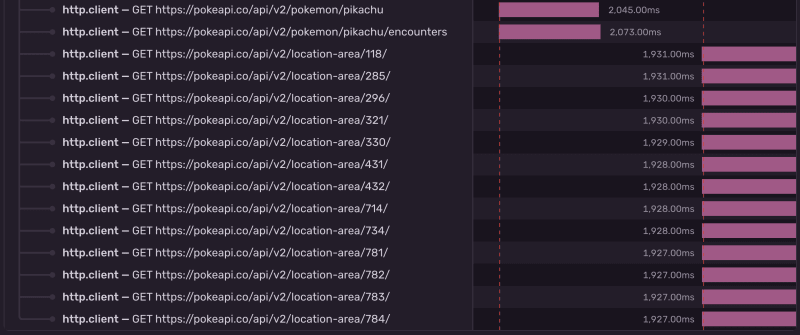 http.client — GET https://pokeapi.co/api/v2/pokemon/pikachu 2,045.00ms
http.client — GET https://pokeapi.co/api/v2/pokemon/pikachu/encounters 2,073.00ms
http.client — GET https://pokeapi.co/api/v2/location-area/118/ 1,931.00ms
http.client — GET https://pokeapi.co/api/v2/location-area/285/ 1,931.00ms
http.client — GET https://pokeapi.co/api/v2/location-area/296/ 1,930.00ms
http.client — GET https://pokeapi.co/api/v2/location-area/321/ 1,930.00ms
http.client — GET https://pokeapi.co/api/v2/location-area/330/ 1,929.00ms
http.client — GET https://pokeapi.co/api/v2/location-area/431/ 1,928.00ms
http.client — GET https://pokeapi.co/api/v2/location-area/432/ 1,928.00ms
http.client — GET https://pokeapi.co/api/v2/location-area/714/ 1,928.00ms
http.client — GET https://pokeapi.co/api/v2/location-area/734/ 1,928.00ms
http.client — GET https://pokeapi.co/api/v2/location-area/781/ 1,927.00ms
http.client — GET https://pokeapi.co/api/v2/location-area/782/ 1,927.00ms
http.client — GET https://pokeapi.co/api/v2/location-area/783/ 1,927.00ms
http.client — GET https://pokeapi.co/api/v2/location-area/784/ 1,927.00ms